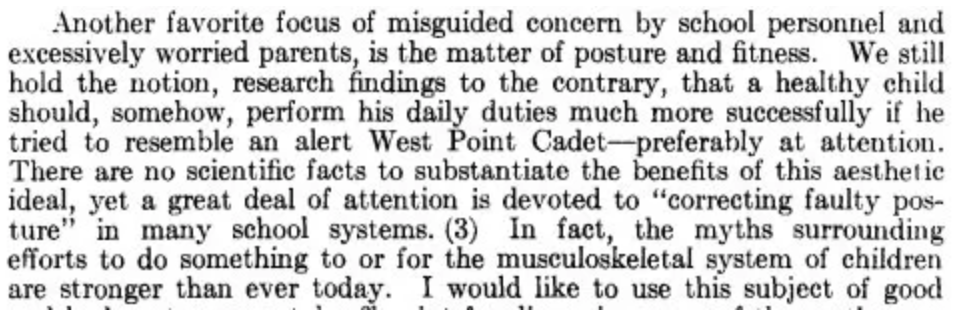 Another favorite focus of misguided concern by school personnel and
excessively worried parents, is the matter of posture and fitness. We still
hold the notion, research findings to the contrary, that a healthy child
should, somehow, perform his daily duties much more successfully if he
tried to resemble an alert West Point Cadet—preferably at attention.
There are no scientific facts to substantiate the benefits of this aesthetic
ideal, yet a great deal of attention is devoted to "correcting faulty pos-
ture" in many school systems. (3) In fact, the myths surrounding
efforts to do something to or for the musculoskeletal system of children
are stronger than ever today. I would like to use this subject of good